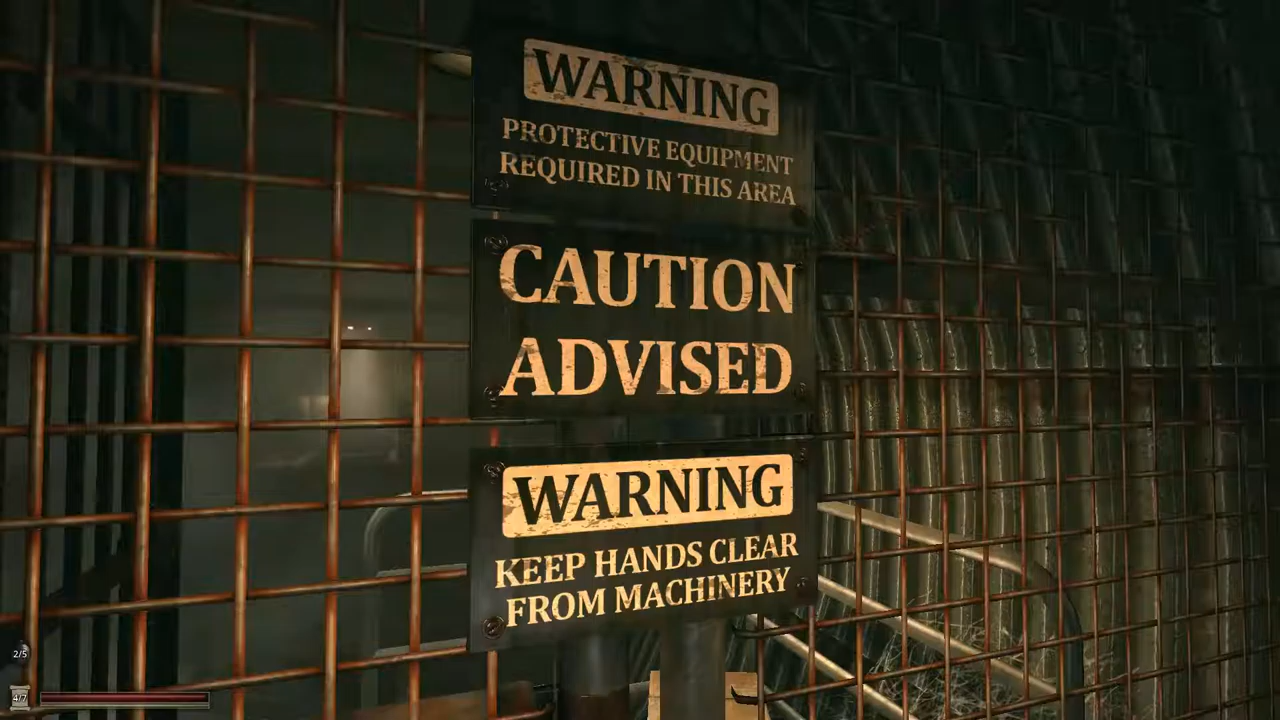 WARNING
PROTECTIVE EQUIPMENT
REQUIRED IN THIS AREA
CAUTION
ADVISED
WARNING
KEEP HANDS CLEAR
FROM MACHINERY
2/5
4/7